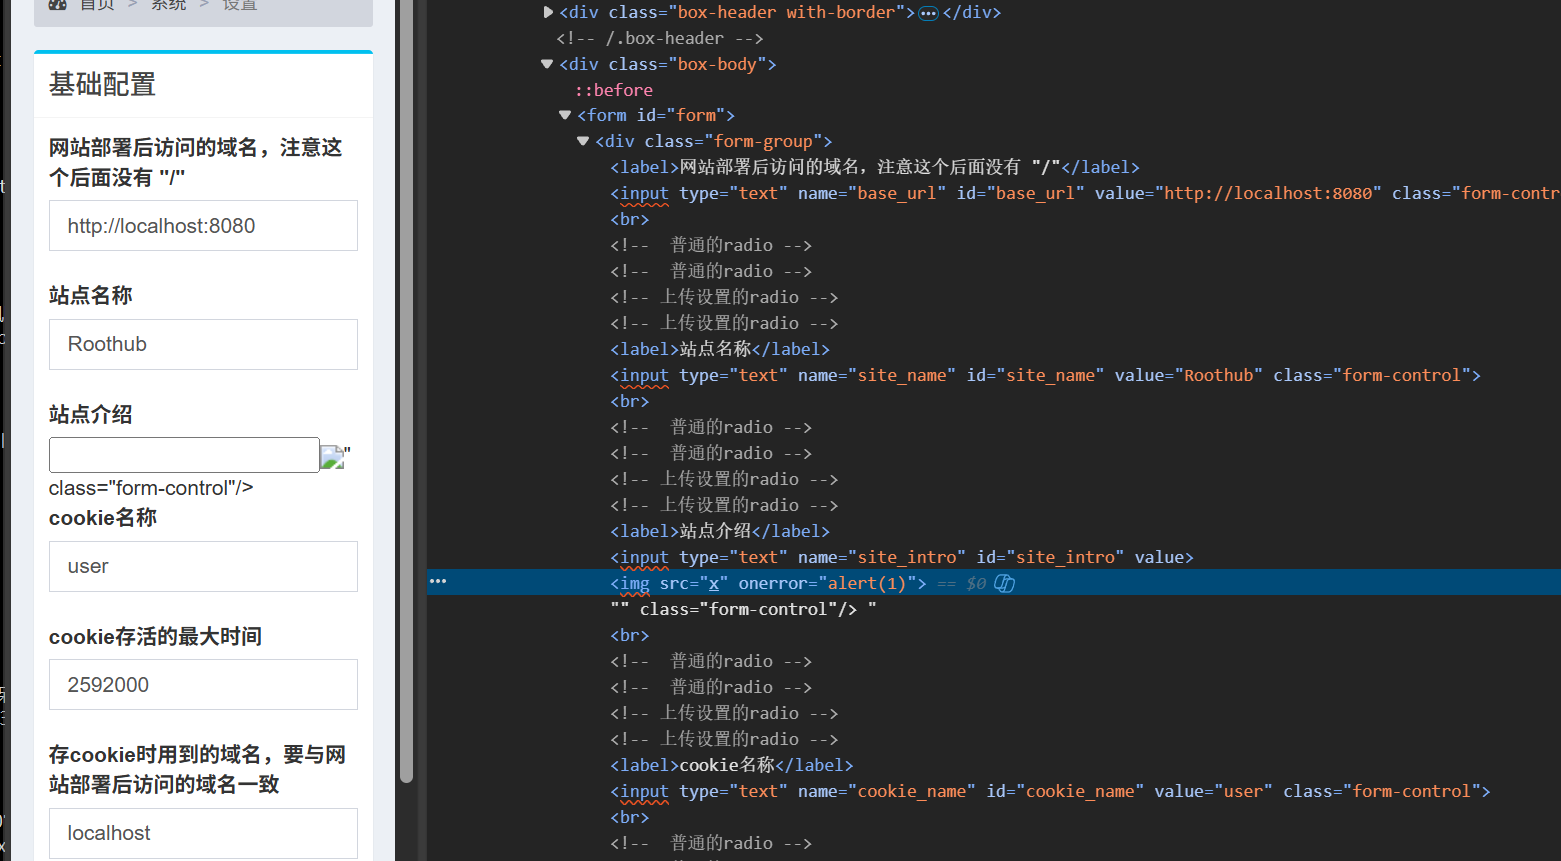 首页 > 系统 > 设置
基础配置
网站部署后访问的域名，注意这
个后面没有 "/"
http://localhost:8080
站点名称
Roothub
站点介绍
"
class="form-control"/>
cookie名称
user
cookie存活的最大时间
2592000
存cookie时用到的域名，要与网
站部署后访问的域名一致
localhost
<div class="box-header with-border">…</div>
<!-- /.box-header -->
<div class="box-body">
::before
<form id="form">
<div class="form-group">
<label>网站部署后访问的域名，注意这个后面没有 "/"</label>
<input type="text" name="base_url" id="base_url" value="http://localhost:8080" class="form-contr
<br>
<!--  普通的radio -->
<!--  普通的radio -->
<!-- 上传设置的radio -->
<!-- 上传设置的radio -->
<label>站点名称</label>
<input type="text" name="site_name" id="site_name" value="Roothub" class="form-control">
<br>
<!--  普通的radio -->
<!--  普通的radio -->
<!-- 上传设置的radio -->
<!-- 上传设置的radio -->
<label>站点介绍</label>
<input type="text" name="site_intro" id="site_intro" value>
<img src="x" onerror="alert(1)"> == $0
"" class="form-control"/> "
<br>
<!--  普通的radio -->
<!--  普通的radio -->
<!-- 上传设置的radio -->
<!-- 上传设置的radio -->
<label>cookie名称</label>
<input type="text" name="cookie_name" id="cookie_name" value="user" class="form-control">
<br>
<!--  普通的radio -->